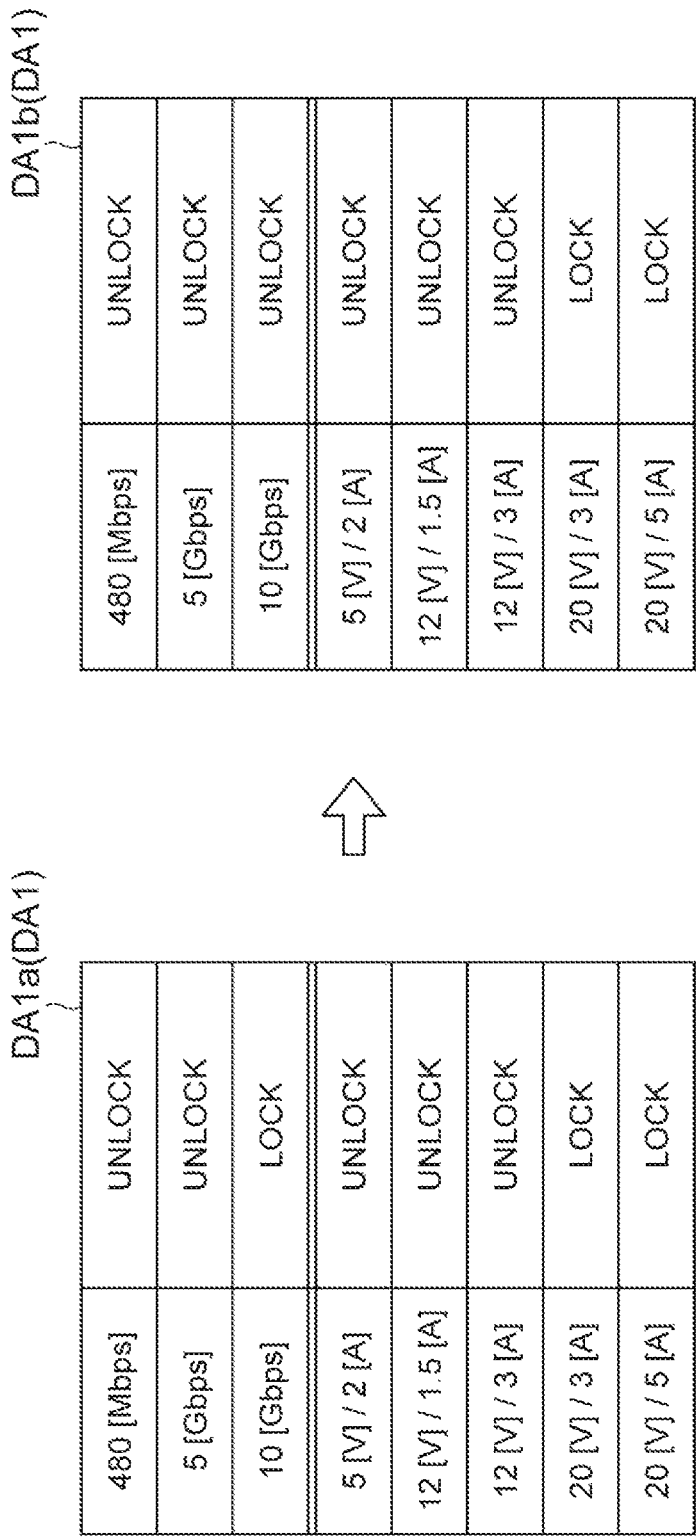 DA1a(DA1)
480 [Mbps] UNLOCK
5 [Gbps] UNLOCK
10 [Gbps] LOCK
5 [V] / 2 [A] UNLOCK
12 [V] / 1.5 [A] UNLOCK
12 [V] / 3 [A] UNLOCK
20 [V] / 3 [A] LOCK
20 [V] / 5 [A] LOCK
DA1b(DA1)
480 [Mbps] UNLOCK
5 [Gbps] UNLOCK
10 [Gbps] UNLOCK
5 [V] / 2 [A] UNLOCK
12 [V] / 1.5 [A] UNLOCK
12 [V] / 3 [A] UNLOCK
20 [V] / 3 [A] LOCK
20 [V] / 5 [A] LOCK